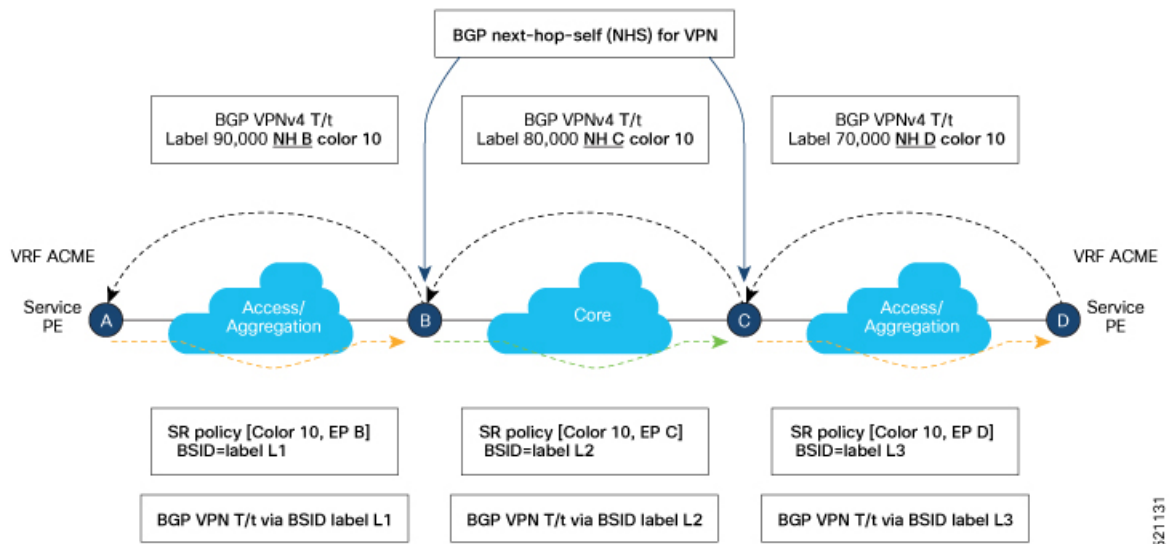 BGP next-hop-self (NHS) for VPN
BGP VPNv4 T/t
Label 90,000 NH B color 10
BGP VPNv4 T/t
Label 80,000 NH C color 10
BGP VPNv4 T/t
Label 70,000 NH D color 10
VRF ACME
VRF ACME
Service
PE
A
Access/
Aggregation
B
Core
C
Access/
Aggregation
D
Service
PE
SR policy [Color 10, EP B]
BSID=label L1
SR policy [Color 10, EP C]
BSID=label L2
SR policy [Color 10, EP D]
BSID=label L3
BGP VPN T/t via BSID label L1
BGP VPN T/t via BSID label L2
BGP VPN T/t via BSID label L3
521131